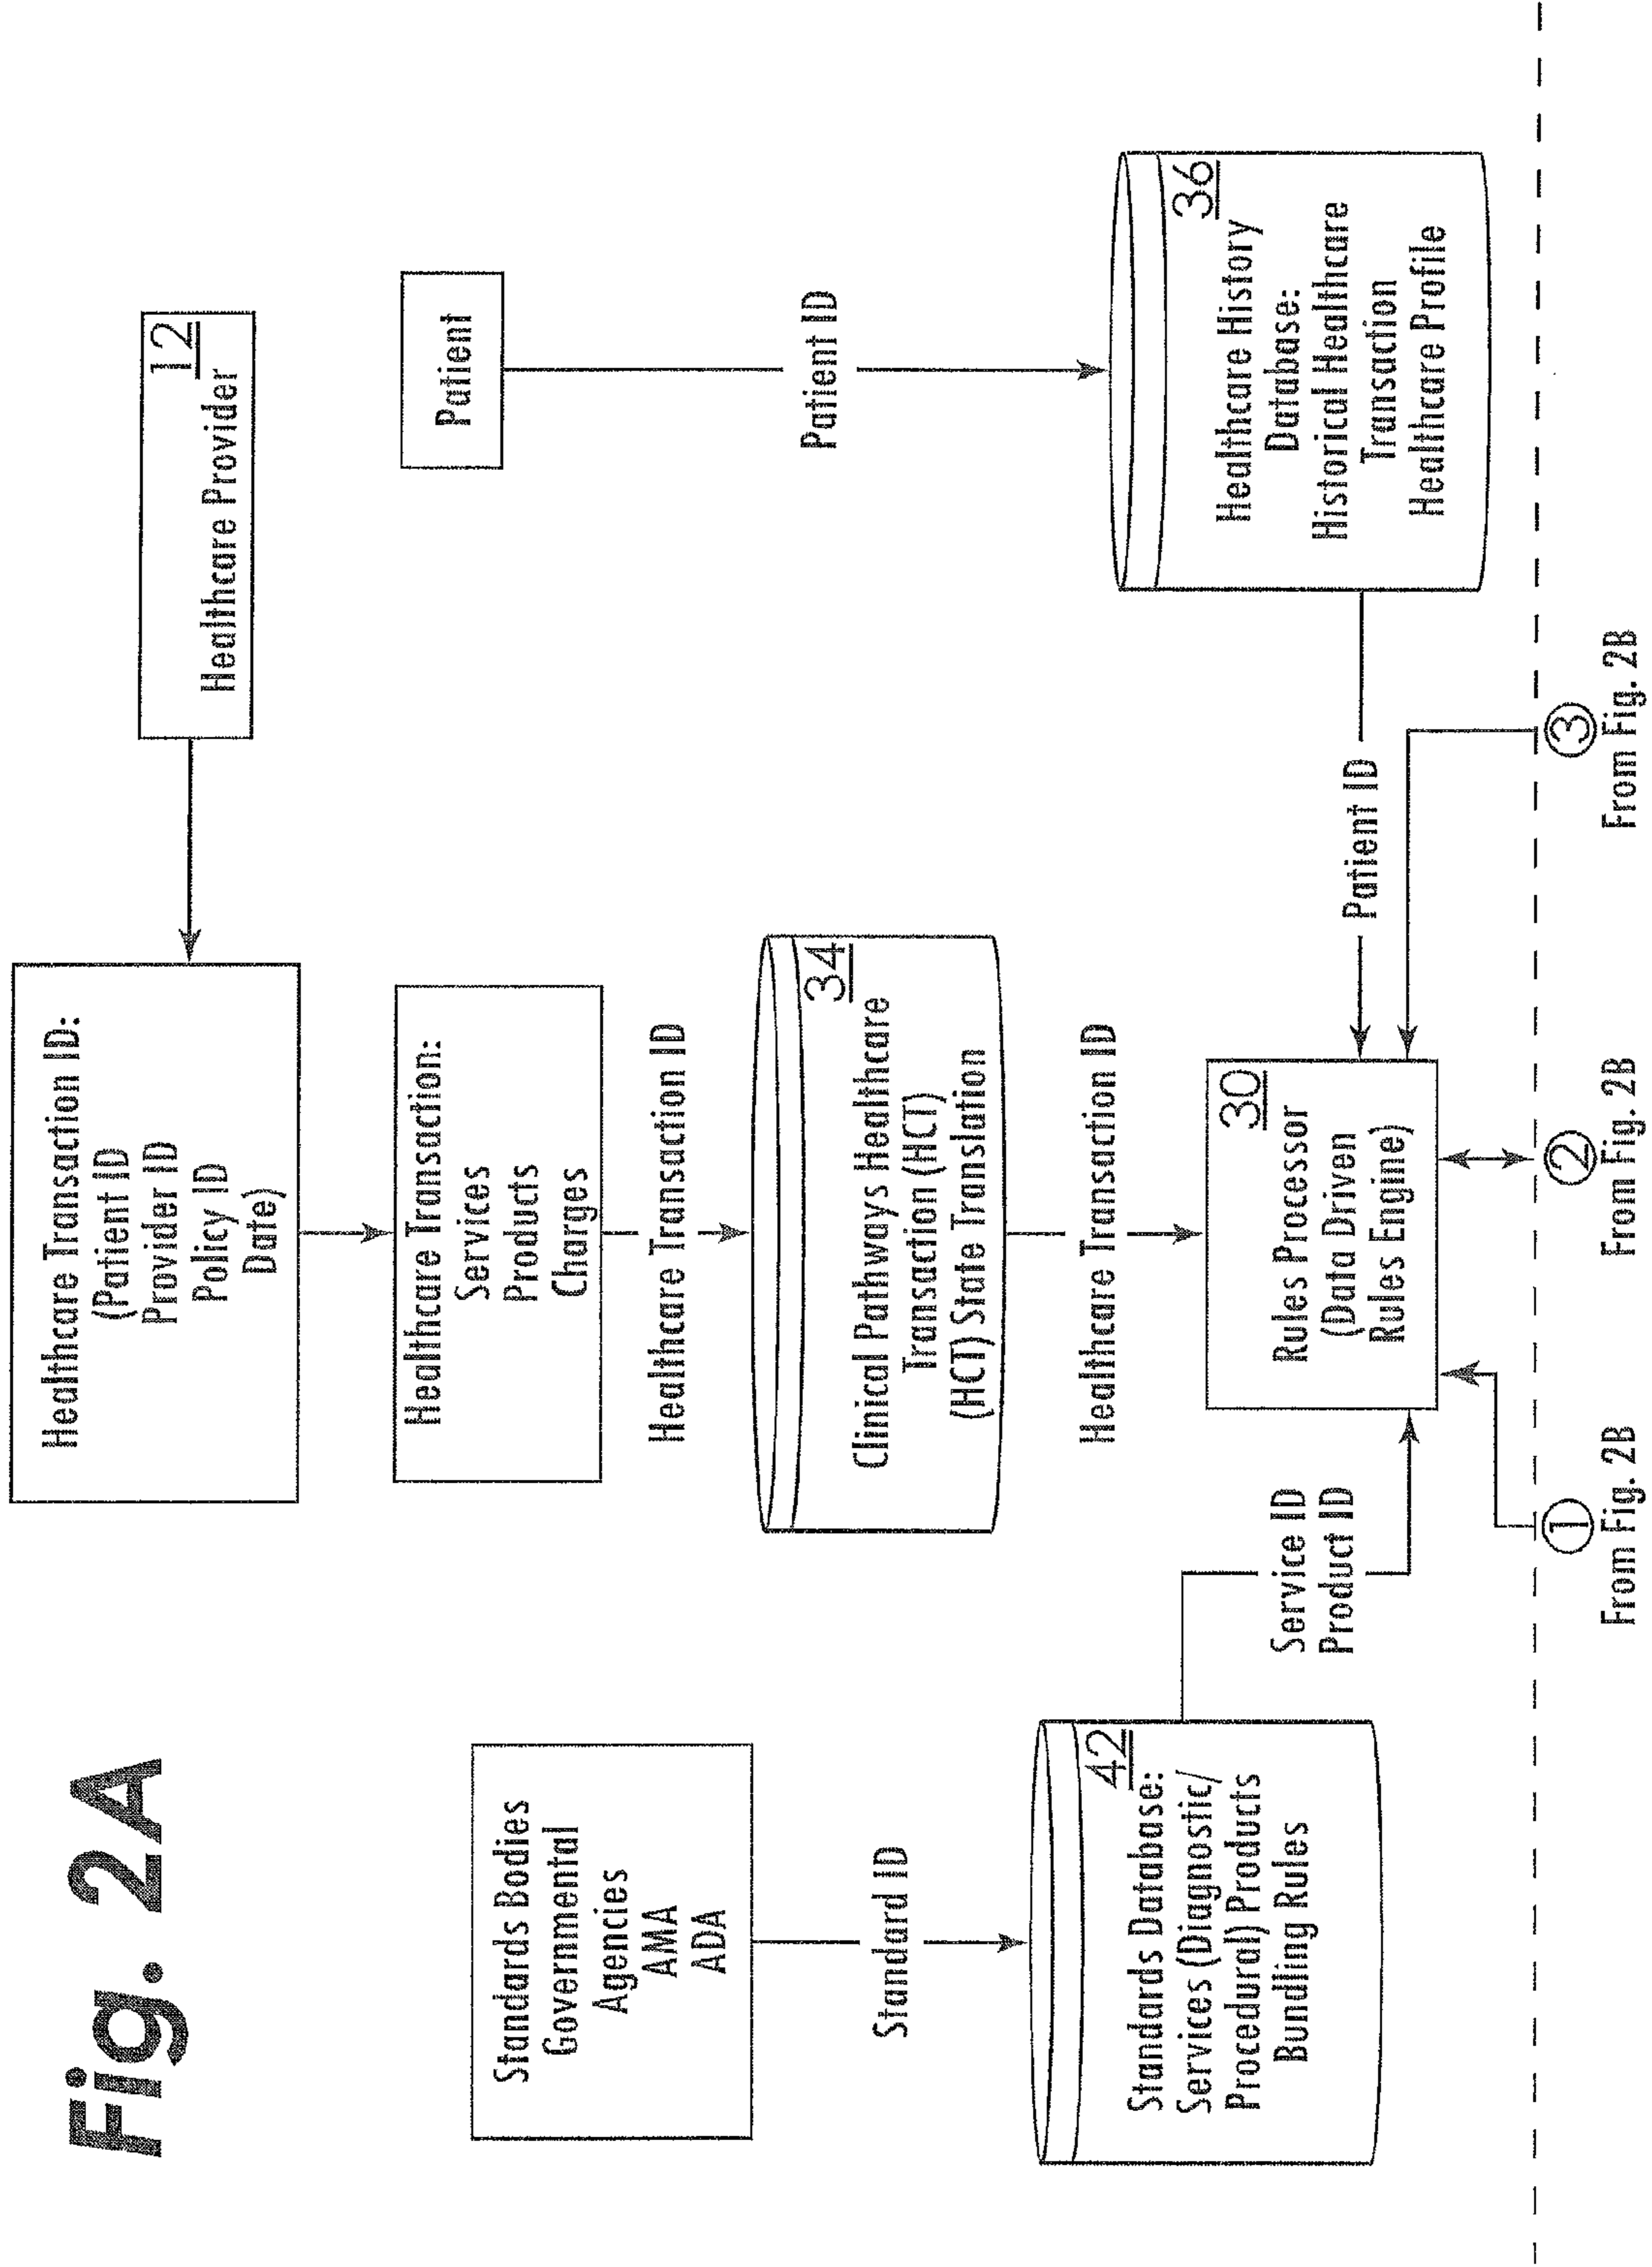 Fig. 2A
Healthcare Transaction ID:
(Patient ID
Provider ID
Policy ID
Date)
12
Healthcare Provider
Healthcare Transaction:
Services
Products
Charges
Patient
Standards Bodies
Governmental
Agencies
AMA
ADA
Healthcare Transaction ID
Patient ID
Standard ID
34
Clinical Pathways Healthcare
Transaction (HCT)
(HCT) State Translation
42
Standards Database:
Services (Diagnostic/
Procedural) Products
Bundling Rules
Healthcare Transaction ID
36
Healthcare History
Database:
Historical Healthcare
Transaction
Healthcare Profile
Service ID
Product ID
30
Rules Processor
(Data Driven
Rules Engine)
Patient ID
1
From Fig. 2B
2
From Fig. 2B
3
From Fig. 2B